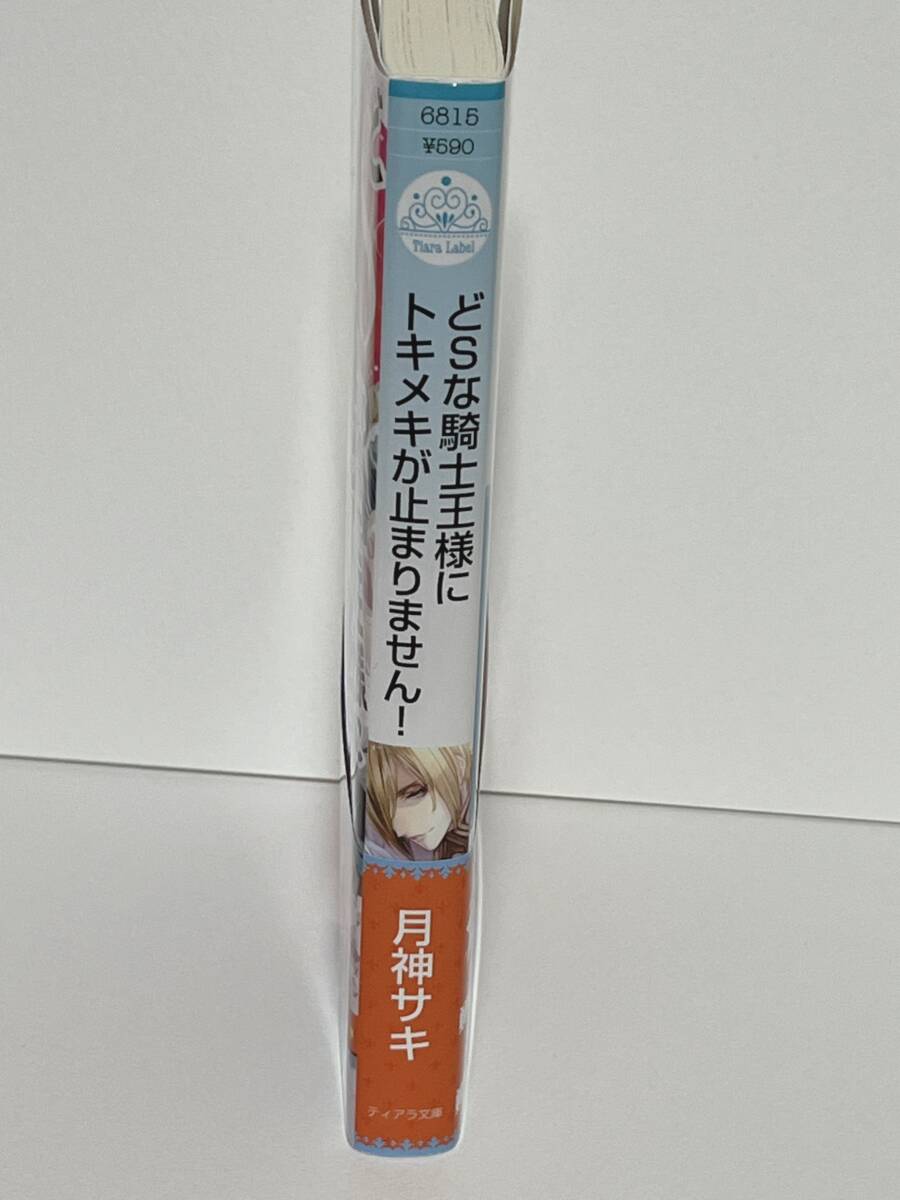 6815
¥590
Tiara Label
どSな騎士王様に
トキメキが止まりません!
月神サキ
ティアラ文庫